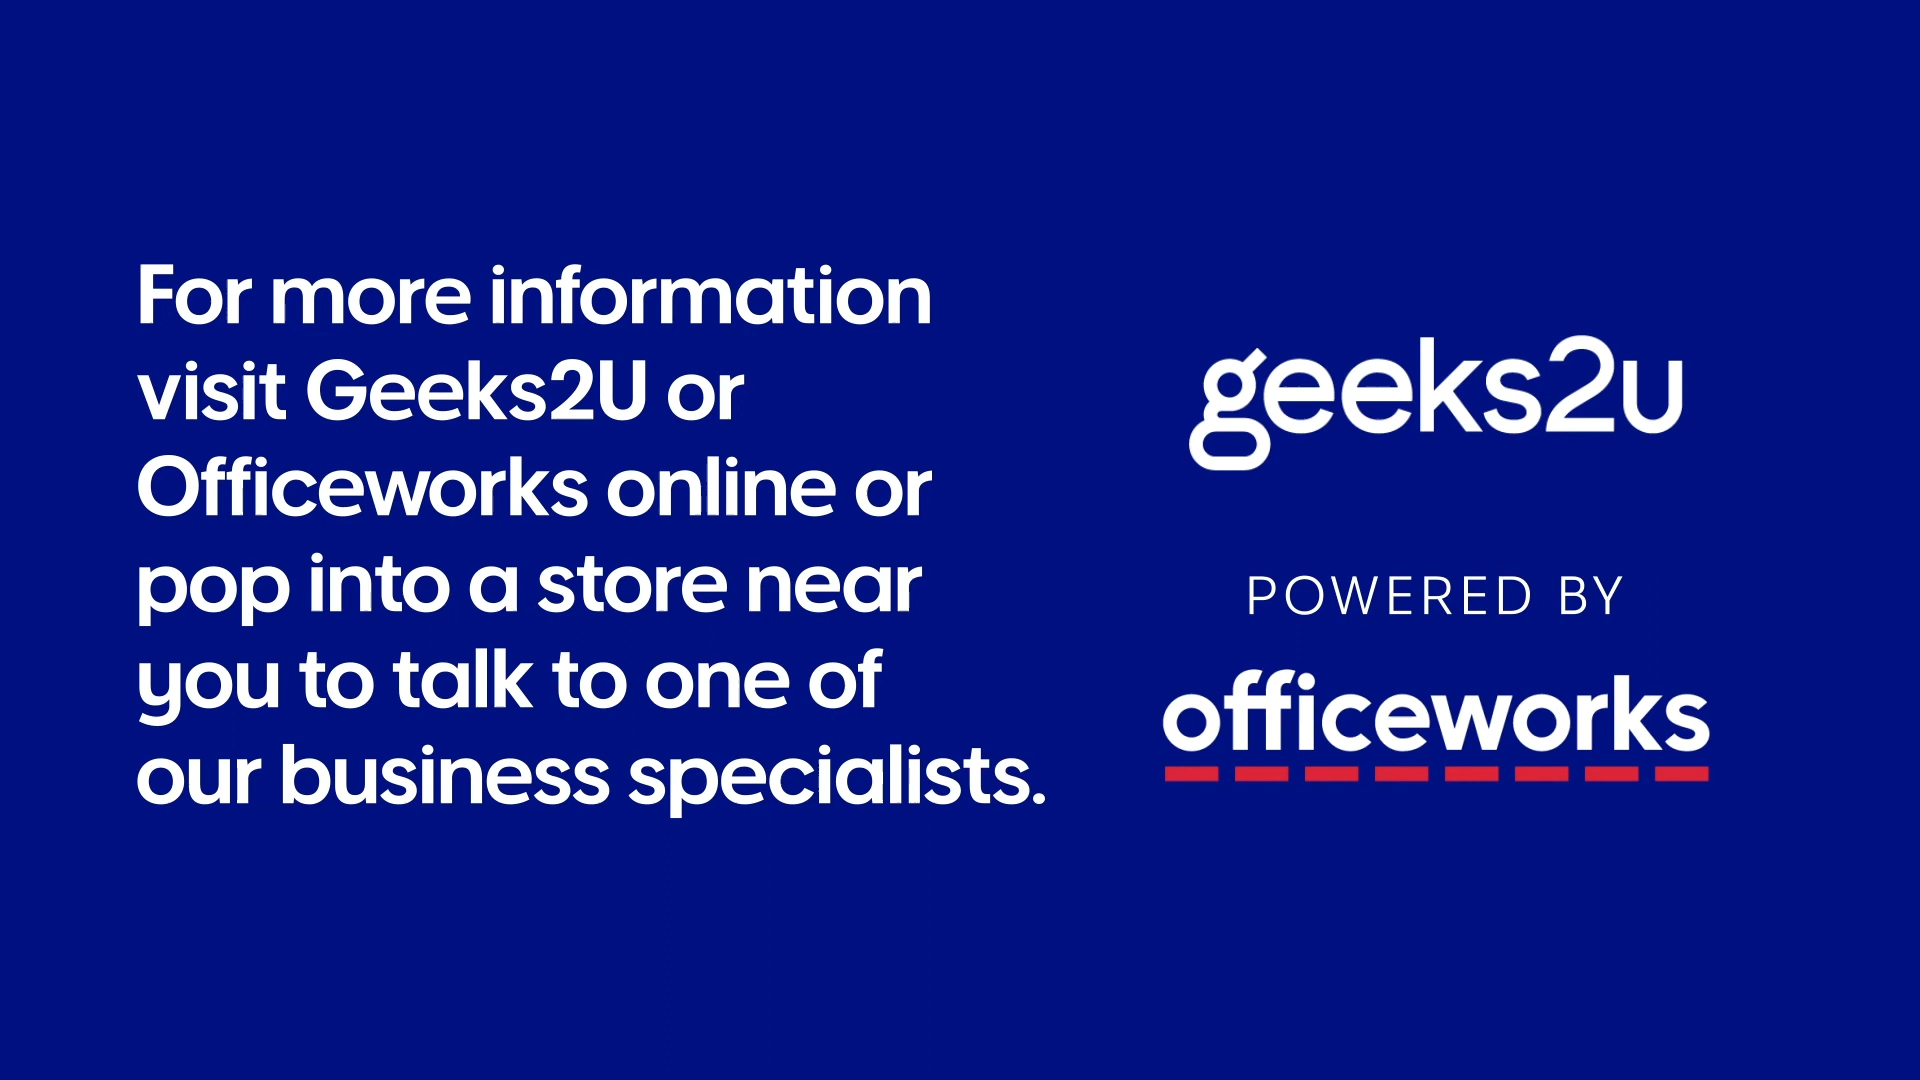 For more information
visit Geeks2U or
Officeworks online or
pop into a store near
you to talk to one of
our business specialists.
geeks2u
POWERED BY
officeworks